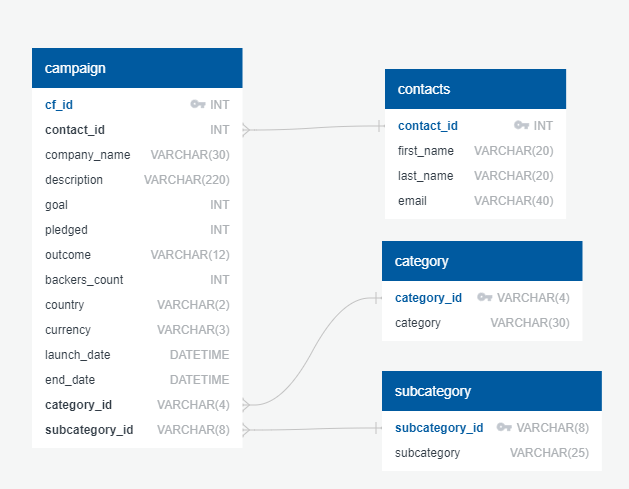 campaign
cf_id INT
contact_id INT
company_name VARCHAR(30)
description VARCHAR(220)
goal INT
pledged INT
outcome VARCHAR(12)
backers_count INT
country VARCHAR(2)
currency VARCHAR(3)
launch_date DATETIME
end_date DATETIME
category_id VARCHAR(4)
subcategory_id VARCHAR(8)
contacts
contact_id INT
first_name VARCHAR(20)
last_name VARCHAR(20)
email VARCHAR(40)
category
category_id VARCHAR(4)
category VARCHAR(30)
subcategory
subcategory_id VARCHAR(8)
subcategory VARCHAR(25)